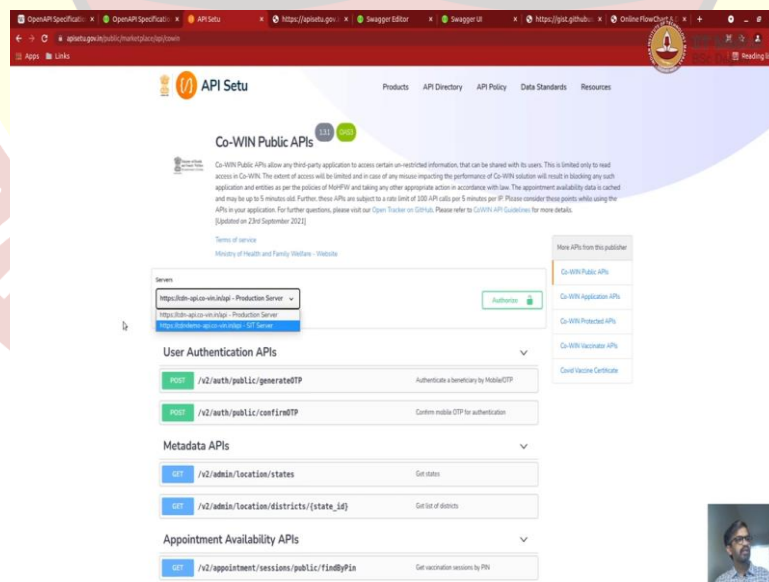 OpenAPI Specificatio
OpenAPI Specificatio
API Setu
https://apisetu.gov.i
Swagger Editor
Swagger UI
https://gist.github
Online FlowChart &
apisetu.gov.in/public/marketplace/api/cowin
Apps
Links
Reading li
API Setu
Products
API Directory
API Policy
Data Standards
Resources
Co-WIN Public APIs
131
OAS3
Co-WIN Public APIs allow any third-party application to access certain un-restricted information, that can be shared with its users. This is limited only to read
access in Co-WIN. The extent of access will be limited and in case of any misuse impacting the performance of Co-WIN solution will result in blocking any such
application and entities as per the policies of MoHFW and taking any other appropriate action in accordance with law. The appointment availability data is cached
and may be up to 5 minutes old. Further, these APIs are subject to a rate limit of 100 API calls per 5 minutes per IP. Please consider these points while using the
APIs in your application. For further questions, please visit our Open Tracker on GitHub. Please refer to CoWIN API Guidelines for more details.
[Updated on 23rd September 2021]
Terms of service
Ministry of Health and Family Welfare - Website
More APIs from this publisher
Co-WIN Public APIs
Co-WIN Application APIs
Co-WIN Protected APIs
Co-WIN Vaccinator APIs
Covid Vaccine Certificate
Servers
https://cdn-api.co-vin.in/api - Production Server
Authorize
https://cdn-api.co-vin.in/api - Production Server
https://cdndemo-api.co-vin.in/api - SIT Server
User Authentication APIs
POST /v2/auth/public/generateOTP Authenticate a beneficiary by Mobile/OTP
POST /v2/auth/public/confirmOTP Confirm mobile OTP for authentication
Metadata APIs
GET /v2/admin/location/states Get states
GET /v2/admin/location/districts/{state_id} Get list of districts
Appointment Availability APIs
GET /v2/appointment/sessions/public/findByPin Get vaccination sessions by PIN